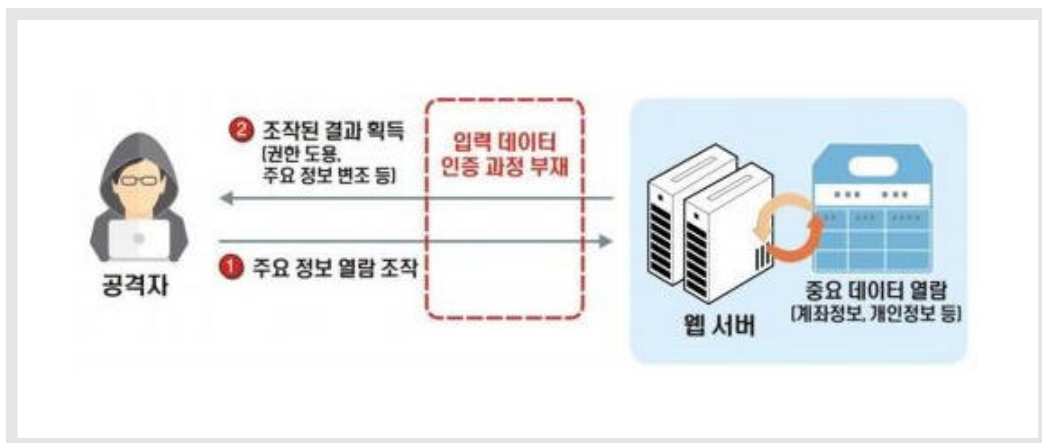 2 조작된 결과 획득
(권한 도용,
주요 정보 변조 등)
입력 데이터
인증 과정 부재
1 주요 정보 열람 조작
공격자
웹 서버
중요 데이터 열람
(계좌정보, 개인정보 등)